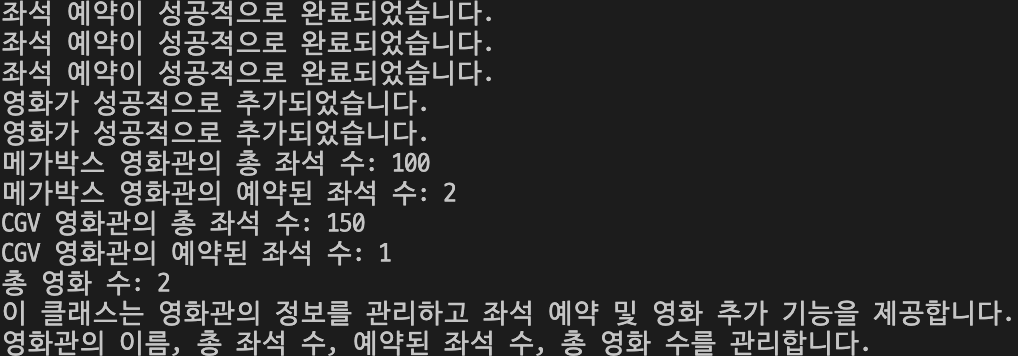 좌석 예약이 성공적으로 완료되었습니다.
좌석 예약이 성공적으로 완료되었습니다.
좌석 예약이 성공적으로 완료되었습니다.
영화가 성공적으로 추가되었습니다.
영화가 성공적으로 추가되었습니다.
메가박스 영화관의 총 좌석 수: 100
메가박스 영화관의 예약된 좌석 수: 2
CGV 영화관의 총 좌석 수: 150
CGV 영화관의 예약된 좌석 수: 1
총 영화 수: 2
이 클래스는 영화관의 정보를 관리하고 좌석 예약 및 영화 추가 기능을 제공합니다.
영화관의 이름, 총 좌석 수, 예약된 좌석 수, 총 영화 수를 관리합니다.